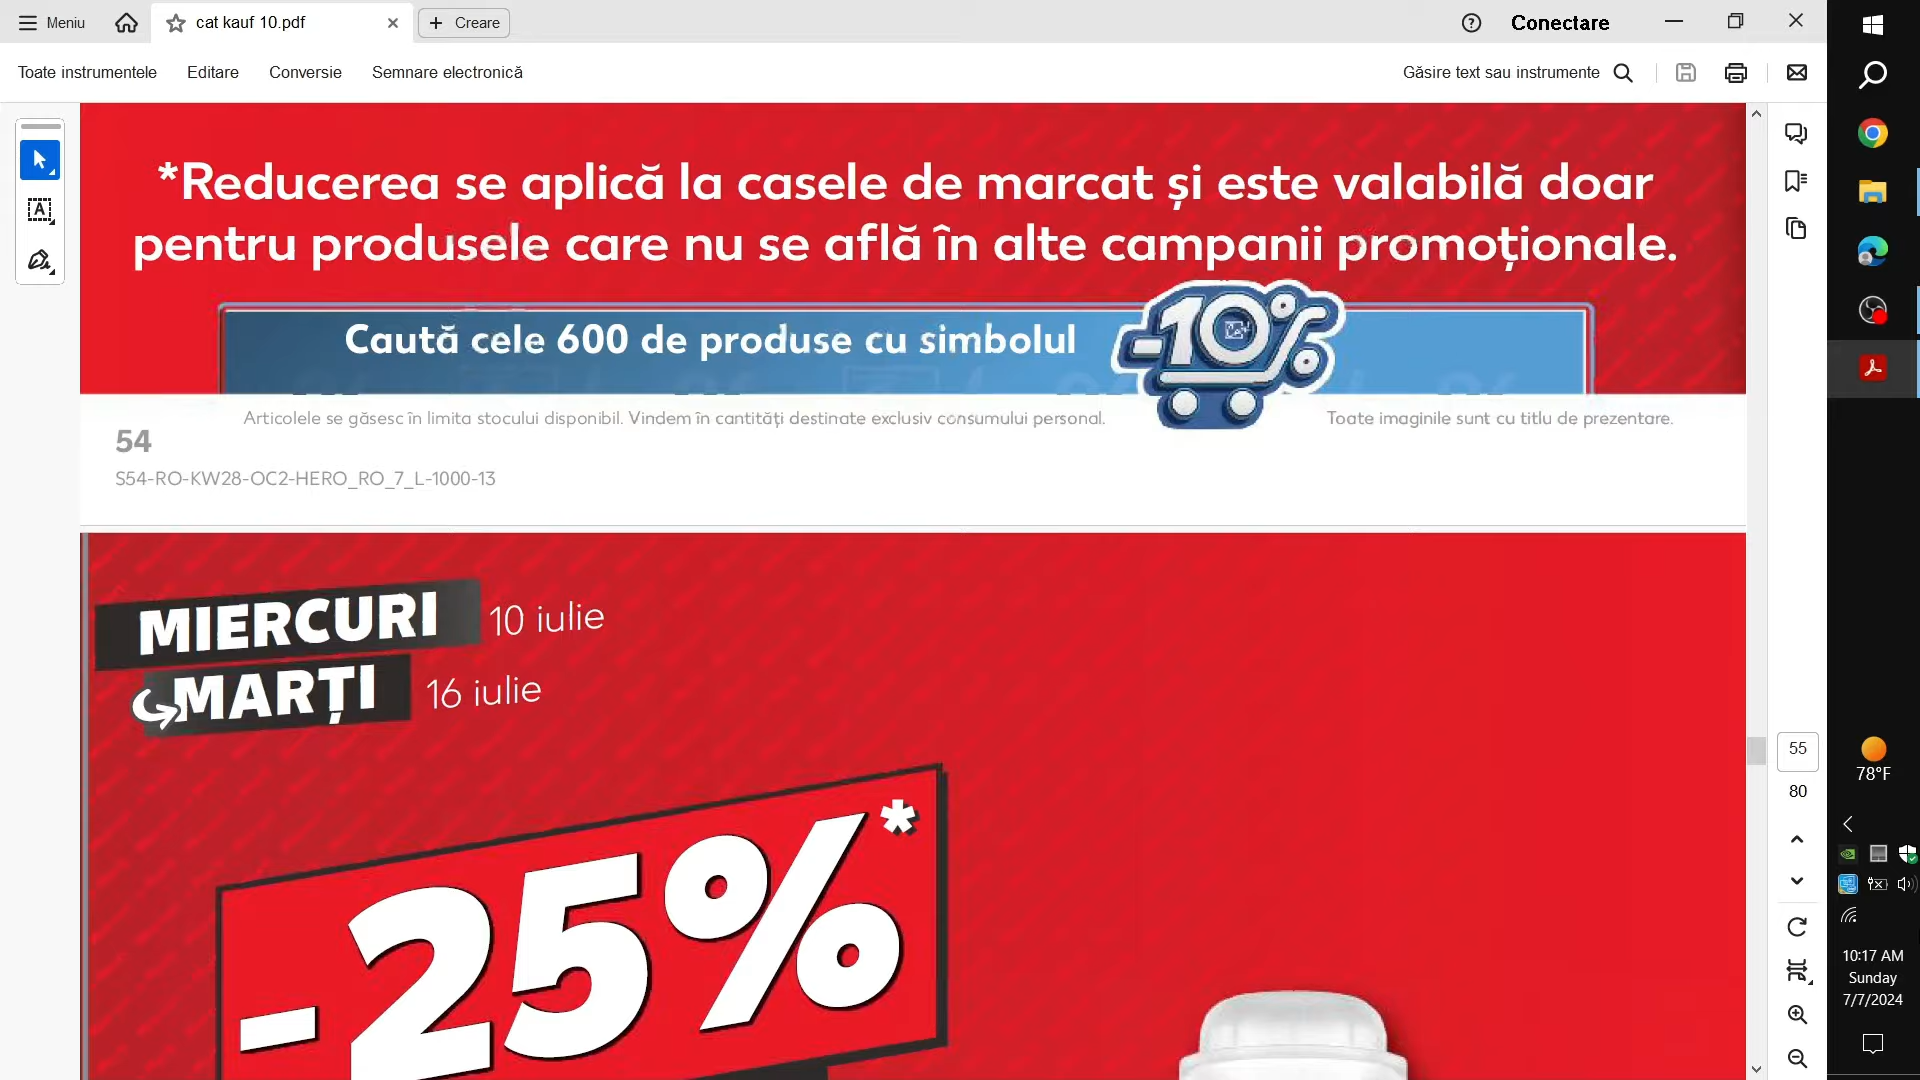 Meniu
cat kauf 10.pdf
Creare
Conectare
Toate instrumentele
Editare
Conversie
Semnare electronică
Găsire text sau instrumente
*Reducerea se aplică la casele de marcat și este valabilă doar
pentru produsele care nu se află în alte campanii promoționale.
Caută cele 600 de produse cu simbolul
-10%
Articolele se găsesc în limita stocului disponibil. Vindem în cantități destinate exclusiv consumului personal.
Toate imaginile sunt cu titlu de prezentare.
54
S54-RO-KW28-OC2-HERO_RO_7_L-1000-13
MIERCURI 10 iulie
MARȚI 16 iulie
-25%*
55
80
78°F
10:17 AM
Sunday
7/7/2024